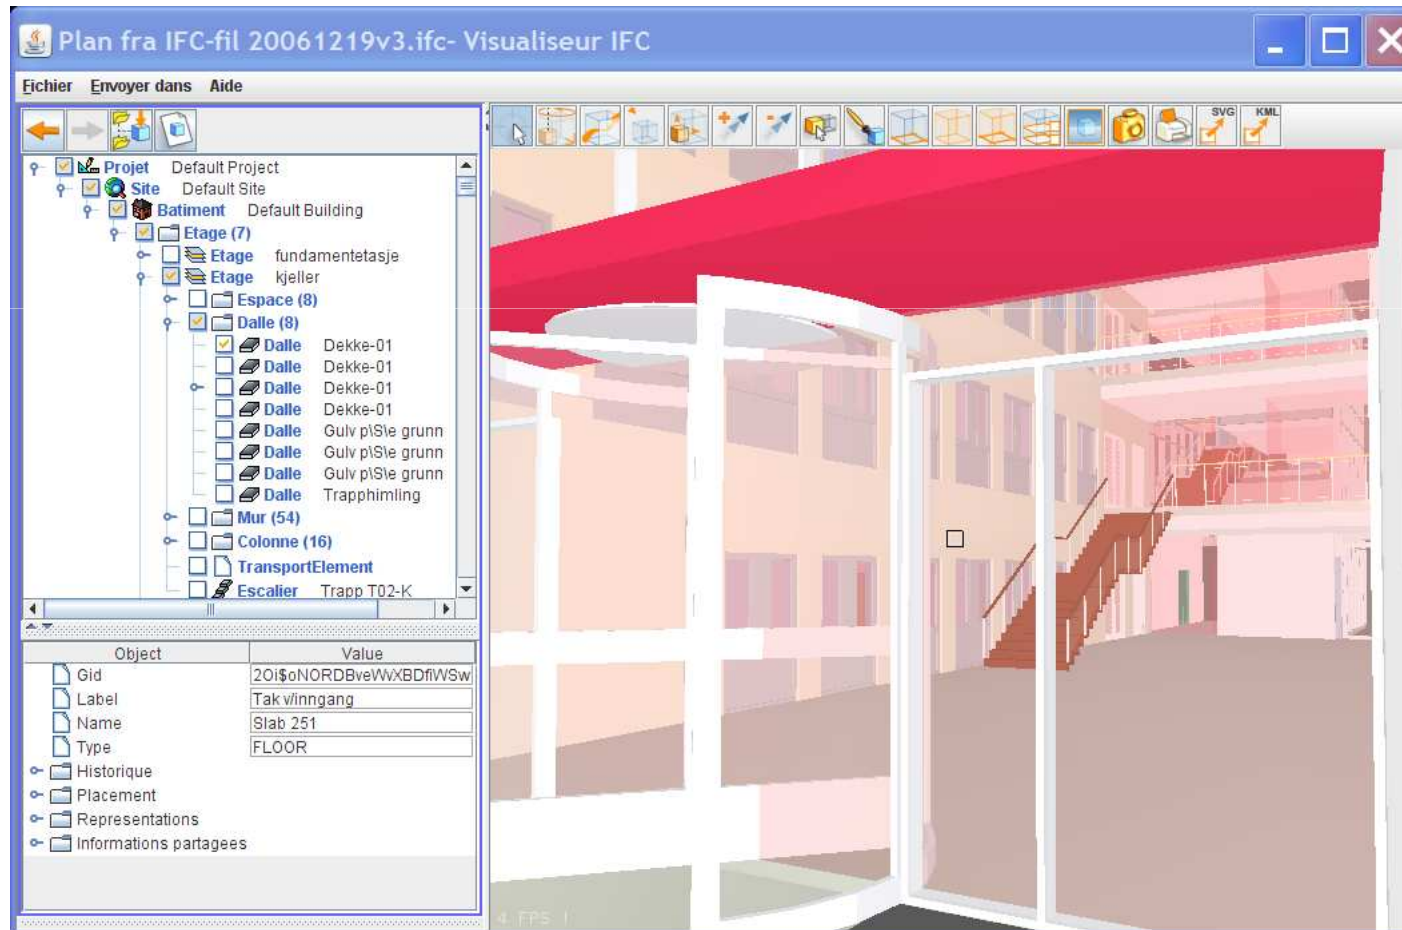 Plan fra IFC-fil 20061219v3.ifc- Visualiseur IFC
Fichier Envoyer dans Aide
SVG KML
Projet Default Project
Site Default Site
Batiment Default Building
Etage (7)
Etage fundamentetasje
Etage kjeller
Espace (8)
Dalle (8)
Dalle Dekke-01
Dalle Dekke-01
Dalle Dekke-01
Dalle Dekke-01
Dalle Gulv p\S\e grunn
Dalle Gulv p\S\e grunn
Dalle Gulv p\S\e grunn
Dalle Trapphimling
Mur (54)
Colonne (16)
TransportElement
Escalier Trapp T02-K
Object Value
Gid
Label Tak v/inngang
Name Slab 251
Type FLOOR
Historique
Placement
Representations
Informations partagees
4 FPS !